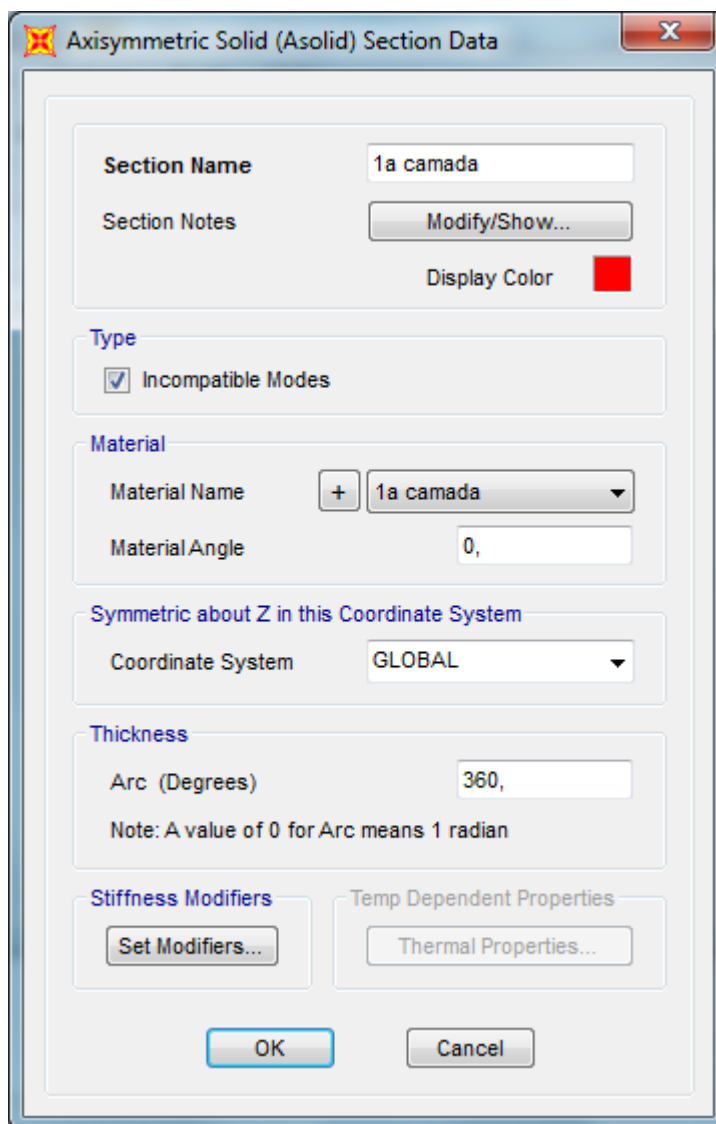 Axisymmetric Solid (Asolid) Section Data
Section Name 1a camada
Section Notes Modify/Show...
Display Color
Type
Incompatible Modes
Material
Material Name + 1a camada
Material Angle 0,
Symmetric about Z in this Coordinate System
Coordinate System GLOBAL
Thickness
Arc (Degrees) 360,
Note: A value of 0 for Arc means 1 radian
Stiffness Modifiers Temp Dependent Properties
Set Modifiers... Thermal Properties...
OK Cancel